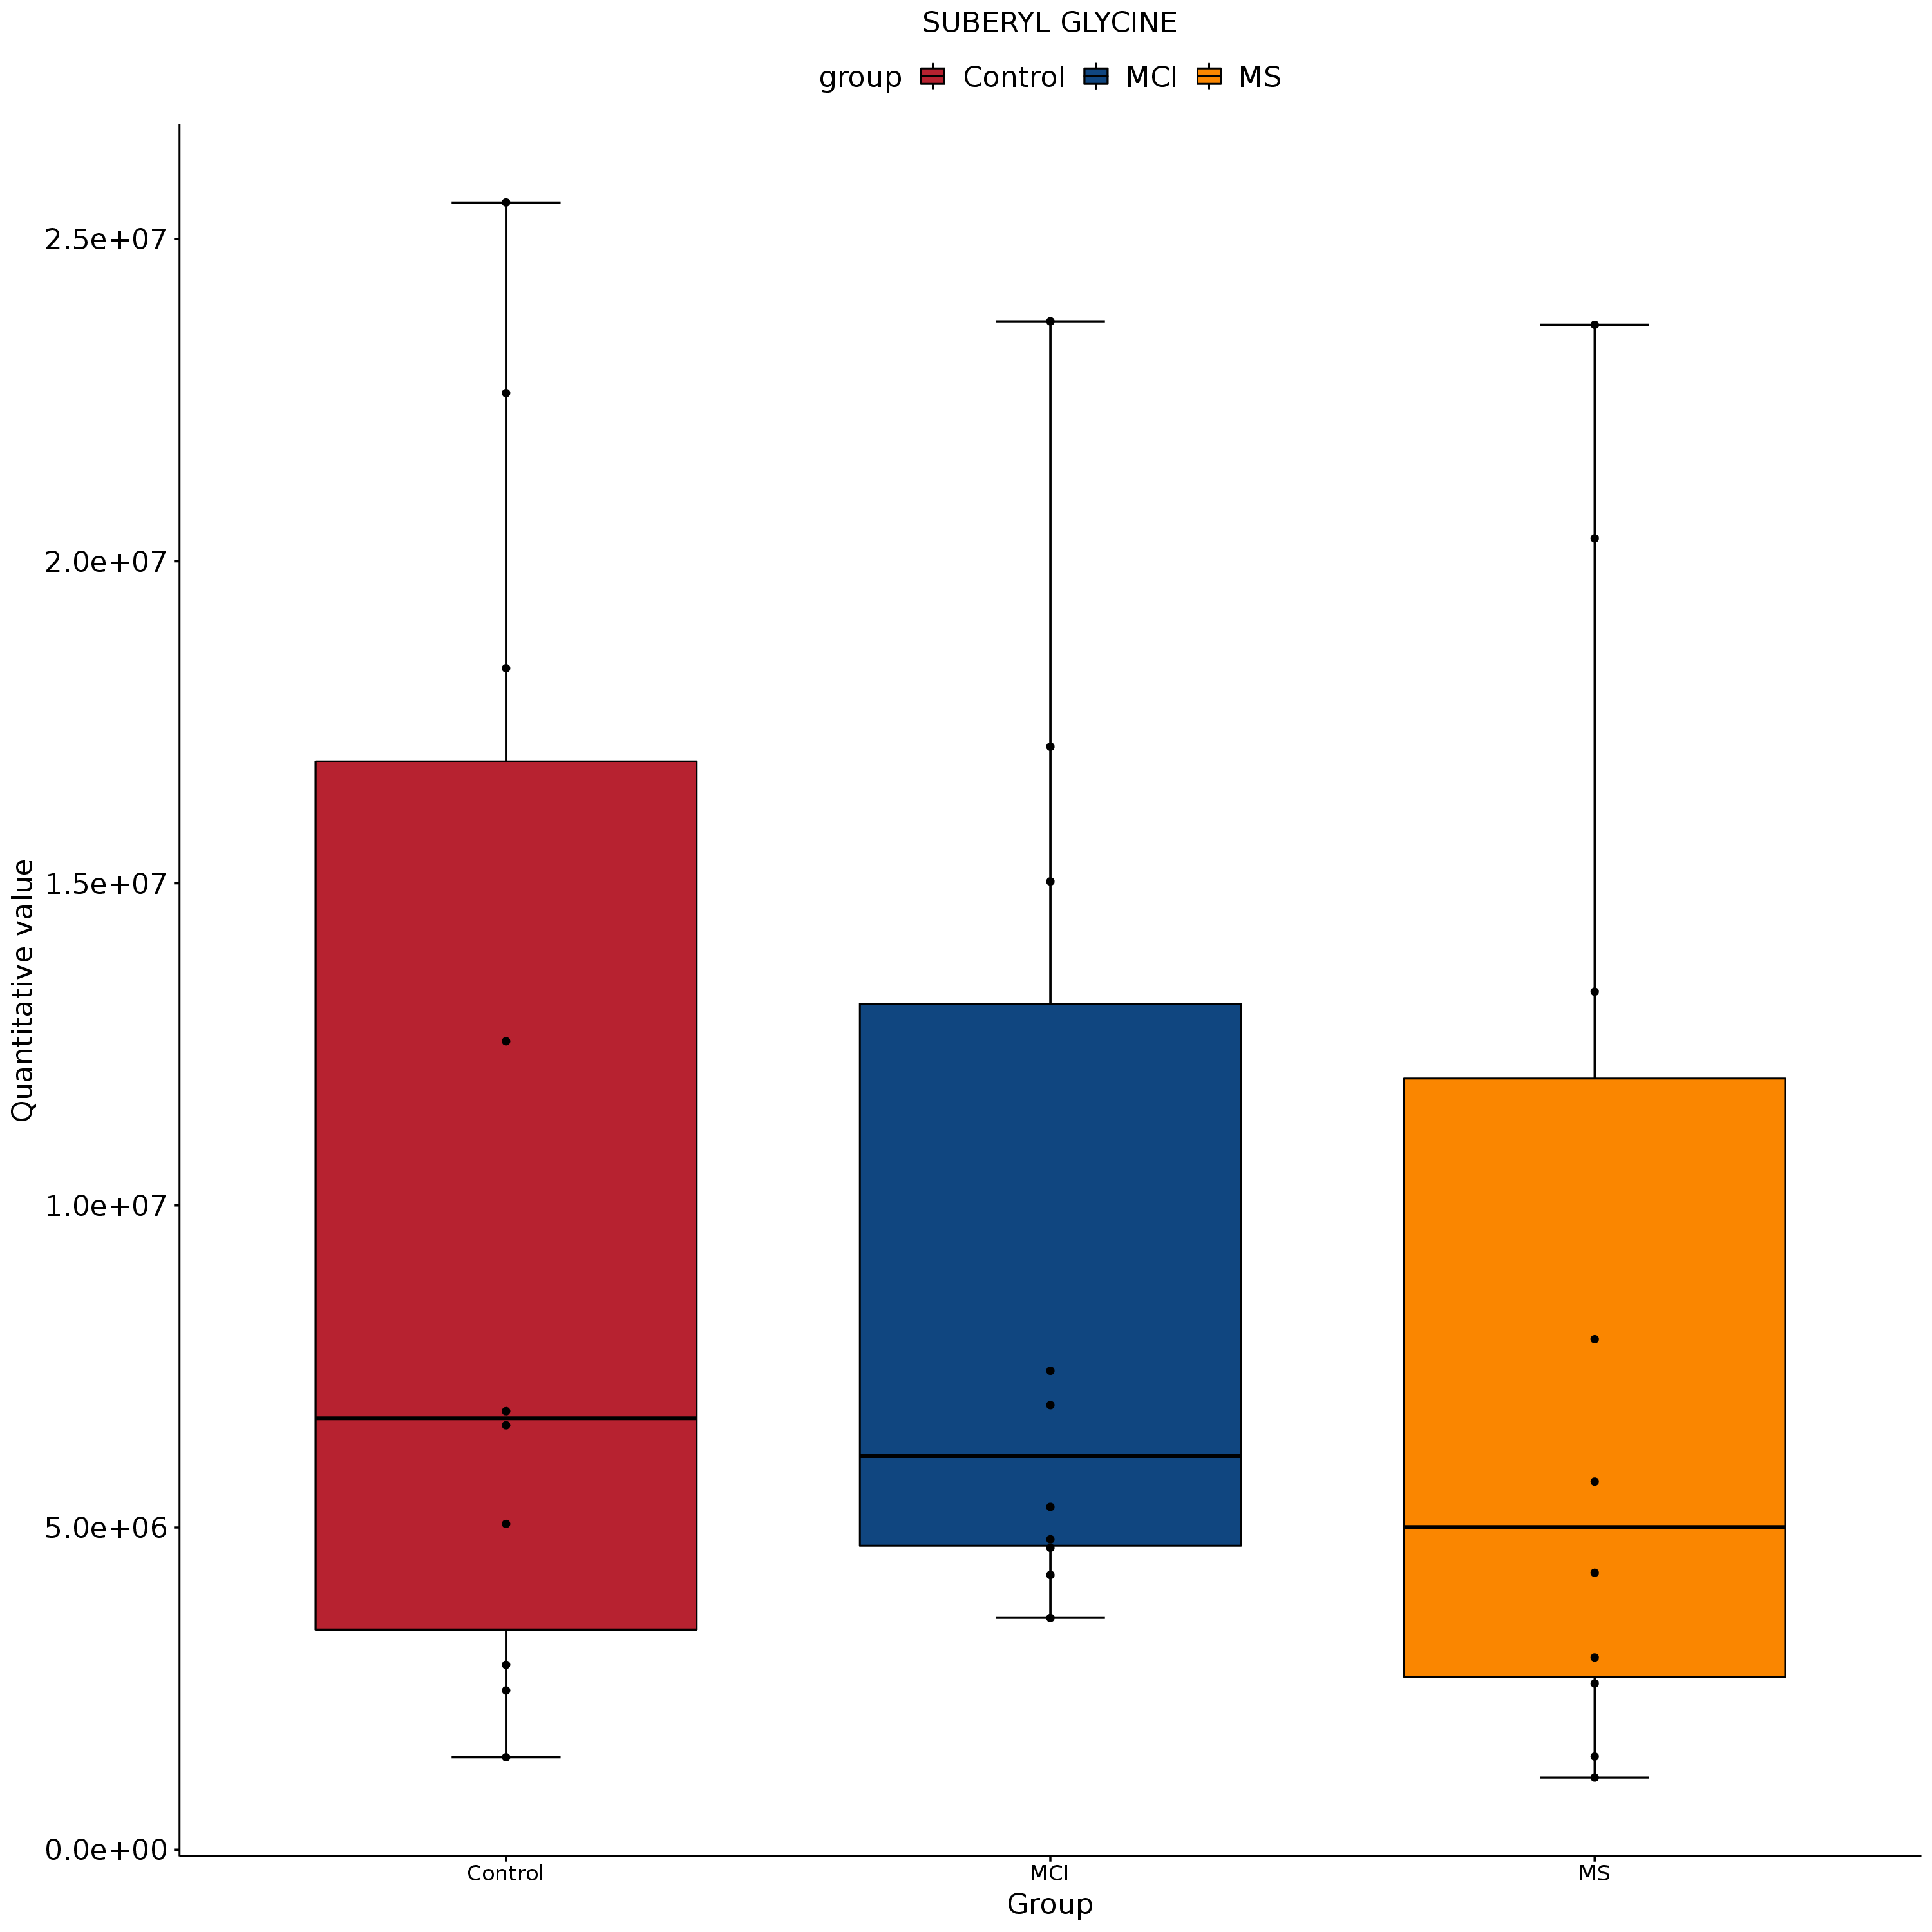 SUBERYL GLYCINE
group Control MCI MS
Quantitative value
2.5e+07
2.0e+07
1.5e+07
1.0e+07
5.0e+06
0.0e+00
Control MCI MS
Group